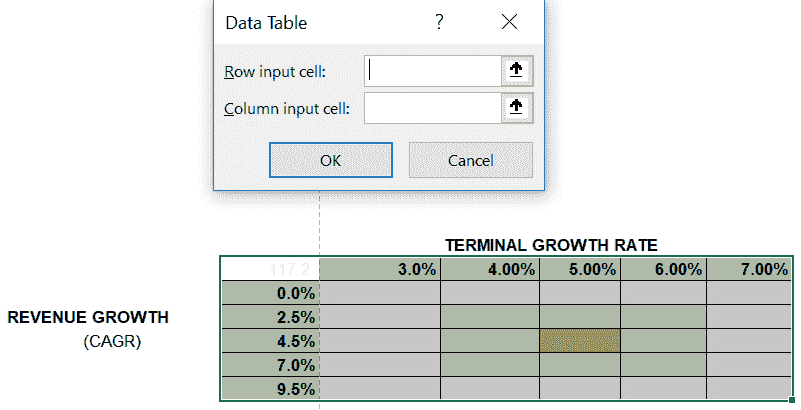 Data Table ?
Row input cell:
Column input cell:
OK Cancel
TERMINAL GROWTH RATE
117.2 3.0% 4.00% 5.00% 6.00% 7.00%
0.0%
REVENUE GROWTH 2.5%
(CAGR) 4.5%
7.0%
9.5%